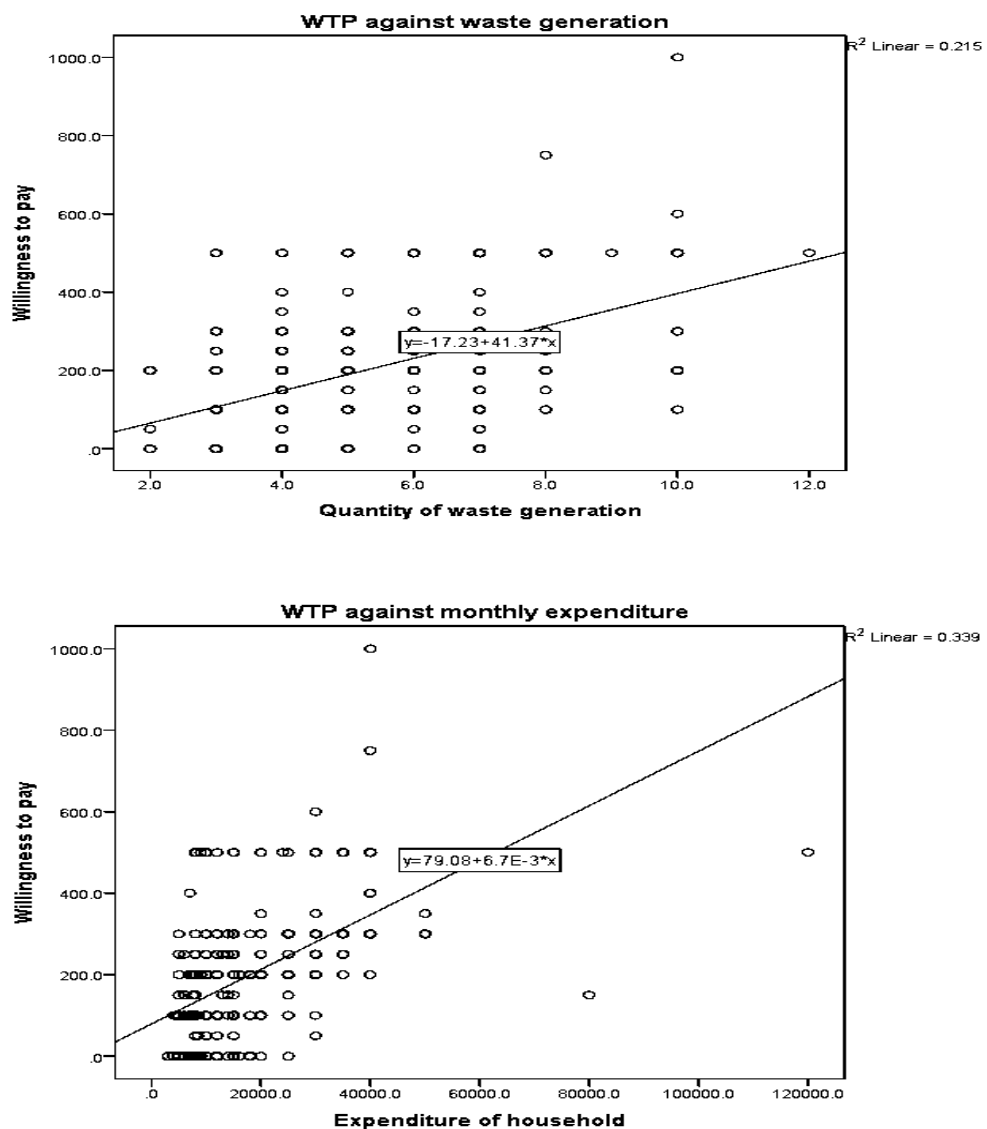 WTP against waste generation
R² Linear = 0.215
1000.0
800.0
600.0
400.0
200.0
.0
Willingness to pay
y=-17.23+41.37*x
2.0 4.0 6.0 8.0 10.0 12.0
Quantity of waste generation
WTP against monthly expenditure
R² Linear = 0.339
1000.0
800.0
600.0
400.0
200.0
.0
Willingness to pay
y=79.08+6.7E-3*x
.0 20000.0 40000.0 60000.0 80000.0 100000.0 120000.0
Expenditure of household